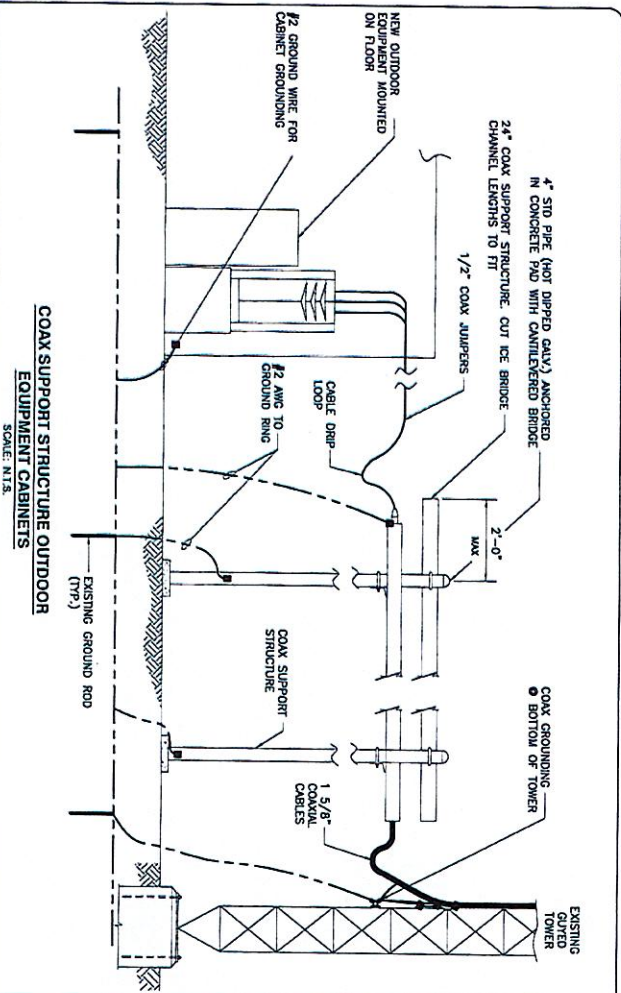 4" STD PIPE (HOT DIPPED GALV.) ANCHORED
IN CONCRETE PAD WITH CANTILEVERED BRIDGE
24" COAX SUPPORT STRUCTURE. CUT ICE BRIDGE
CHANNEL LENGTHS TO FIT
1/2" COAX JUMPERS
NEW OUTDOOR
EQUIPMENT MOUNTED
ON FLOOR
#2 GROUND WIRE FOR
CABINET GROUNDING
CABLE DRIP
LOOP
#2 AWG TO
GROUND RING
2'-0"
MAX
COAX GROUNDING
@ BOTTOM OF TOWER
EXISTING
GUYED
TOWER
1 5/8"
COAXIAL
CABLES
COAX SUPPORT
STRUCTURE
EXISTING GROUND ROD
(TYP.)
COAX SUPPORT STRUCTURE OUTDOOR
EQUIPMENT CABINETS
SCALE: N.T.S.